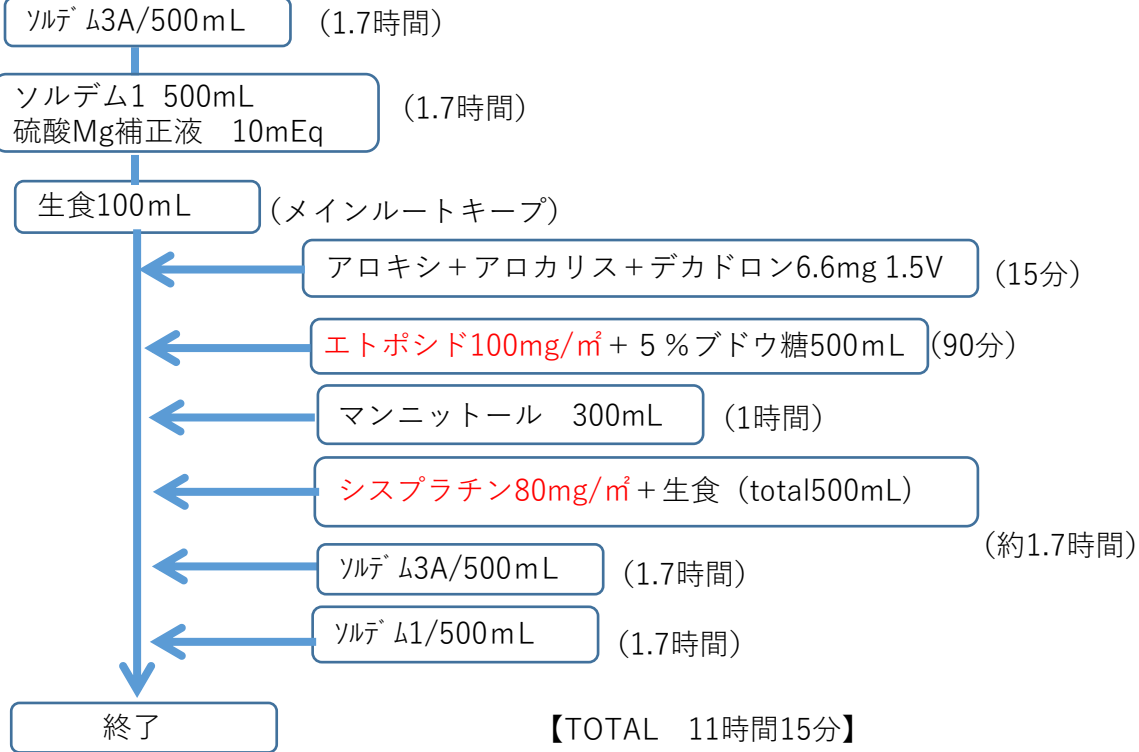 ｿﾙﾃﾞﾑ3A/500mL (1.7時間)
ソルデム1 500mL
硫酸Mg補正液　10mEq
(1.7時間)
生食100mL (メインルートキープ)
アロキシ＋アロカリス＋デカドロン6.6mg 1.5V (15分)
エトポシド100mg/㎡＋５％ブドウ糖500mL (90分)
マンニットール　300mL (1時間)
シスプラチン80mg/㎡＋生食（total500mL)
(約1.7時間)
ｿﾙﾃﾞﾑ3A/500mL (1.7時間)
ｿﾙﾃﾞﾑ1/500mL (1.7時間)
終了
【TOTAL　11時間15分】